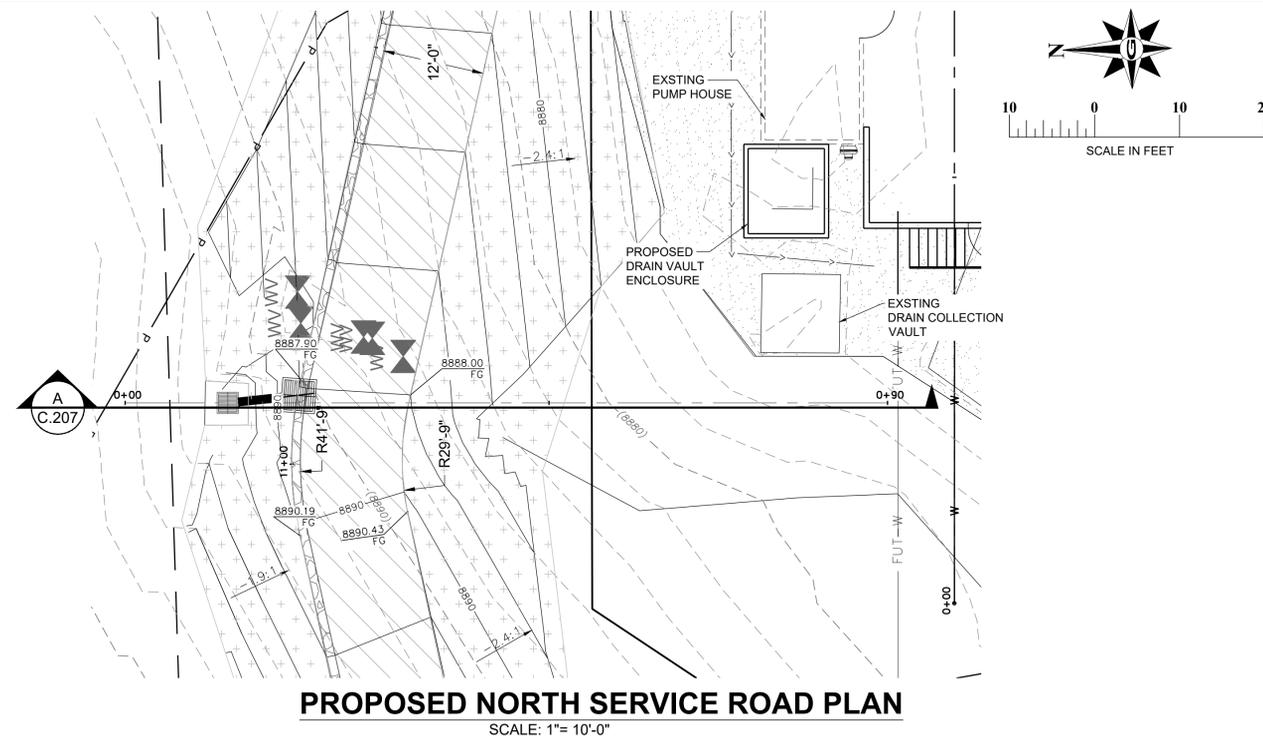 12'-0"
EXSTING
PUMP HOUSE
N
G
10 0 10 2
SCALE IN FEET
8880
-2.4:1
P
P
P
P
PROPOSED
DRAIN VAULT
ENCLOSURE
EXSTING
DRAIN COLLECTION
VAULT
8887.90
FG
8888.00
FG
FUT W
A
C.207
0+00
0+90
W
8890
R41'-9"
R29'-9"
(8880)
11+00
8890.19
FG
8890
(8890)
8890.43
FG
W
FUT-W
-1.9:1
8890
-2.4:1
0+00
PROPOSED NORTH SERVICE ROAD PLAN
SCALE: 1"= 10'-0"